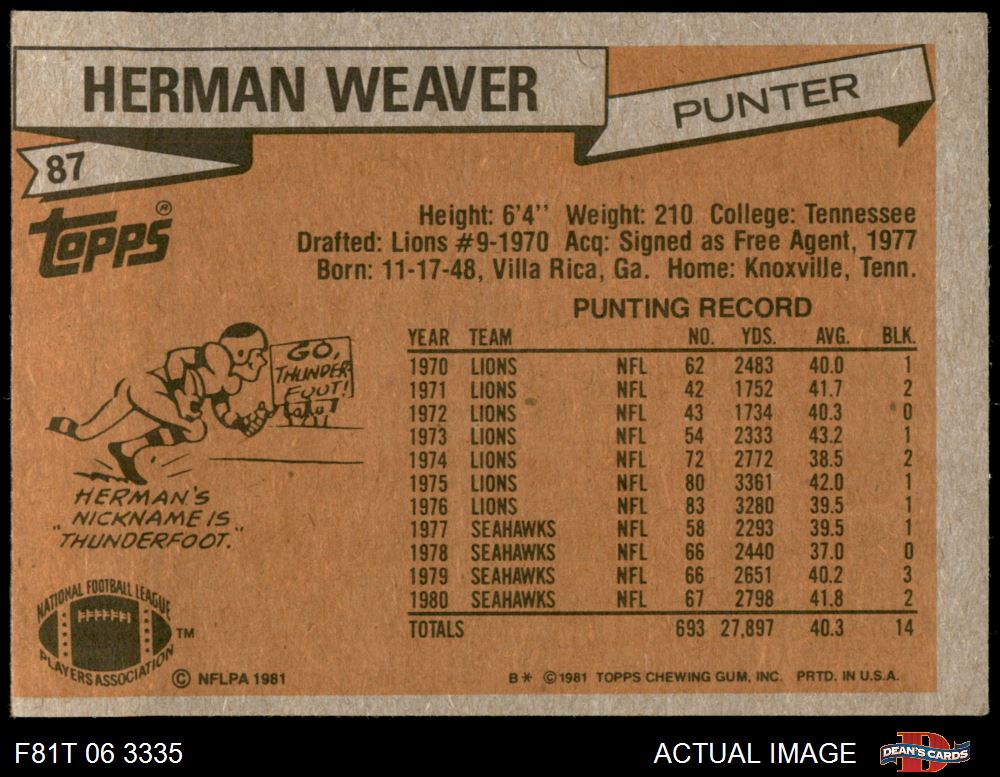 HERMAN WEAVER
PUNTER
87
Topps®
Height: 6'4'' Weight: 210 College: Tennessee
Drafted: Lions #9-1970 Acq: Signed as Free Agent, 1977
Born: 11-17-48, Villa Rica, Ga. Home: Knoxville, Tenn.
PUNTING RECORD
YEAR TEAM NO. YDS. AVG. BLK.
1970 LIONS NFL 62 2483 40.0 1
1971 LIONS NFL 42 1752 41.7 2
1972 LIONS NFL 43 1734 40.3 0
1973 LIONS NFL 54 2333 43.2 1
1974 LIONS NFL 72 2772 38.5 2
1975 LIONS NFL 80 3361 42.0 1
1976 LIONS NFL 83 3280 39.5 1
1977 SEAHAWKS NFL 58 2293 39.5 1
1978 SEAHAWKS NFL 66 2440 37.0 0
1979 SEAHAWKS NFL 66 2651 40.2 3
1980 SEAHAWKS NFL 67 2798 41.8 2
TOTALS 693 27,897 40.3 14
GO,
THUNDER-
FOOT!
HERMAN'S
NICKNAME IS
"THUNDERFOOT."
NATIONAL FOOTBALL LEAGUE
PLAYERS ASSOCIATION
TM
© NFLPA 1981
B* © 1981 TOPPS CHEWING GUM, INC. PRTD. IN U.S.A.
F81T 06 3335
ACTUAL IMAGE
D
DEAN'S CARDS